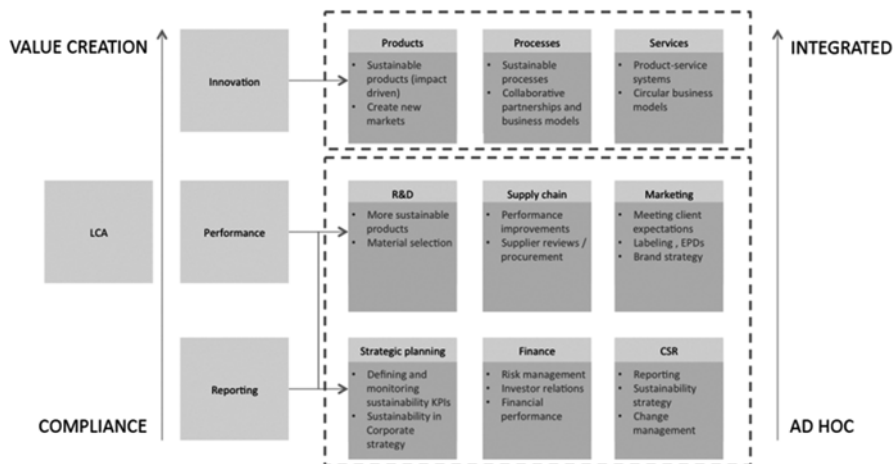 VALUE CREATION
INTEGRATED
Innovation
Products
• Sustainable
products (impact
driven)
• Create new
markets
Processes
• Sustainable
processes
• Collaborative
partnerships and
business models
Services
• Product-service
systems
• Circular business
models
LCA
Performance
R&D
• More sustainable
products
• Material selection
Supply chain
• Performance
improvements
• Supplier reviews /
procurement
Marketing
• Meeting client
expectations
• Labeling , EPDs
• Brand strategy
Reporting
Strategic planning
• Defining and
monitoring
sustainability KPIs
• Sustainability in
Corporate
strategy
Finance
• Risk management
• Investor relations
• Financial
performance
CSR
• Reporting
• Sustainability
strategy
• Change
management
COMPLIANCE
AD HOC